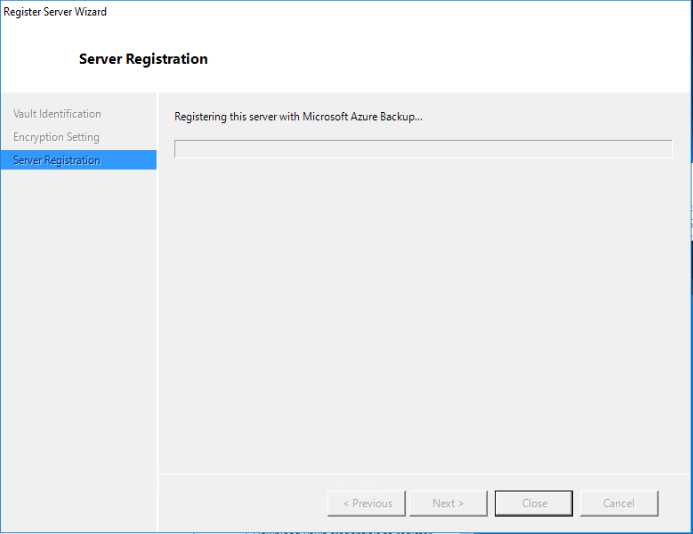 Register Server Wizard
Server Registration
Vault Identification
Encryption Setting
Server Registration
Registering this server with Microsoft Azure Backup...
< Previous
Next >
Close
Cancel